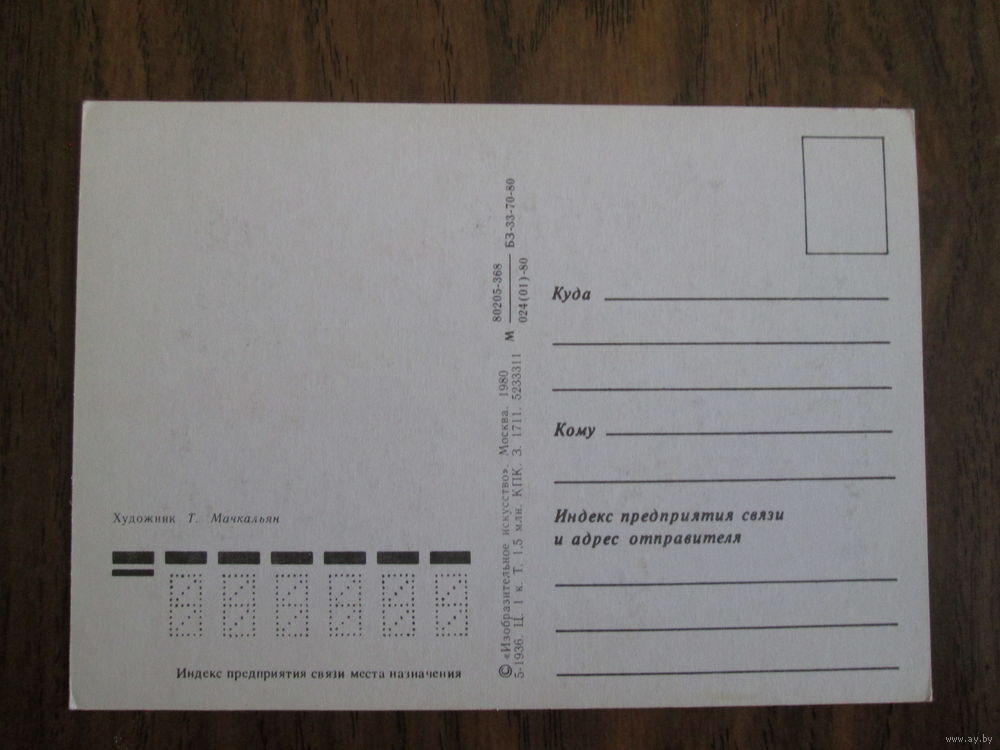 Художник Т. Мачкальян
Индекс предприятия связи места назначения
© «Изобразительное искусство». Москва. 1980
5-1936. Ц. 1 к. Т. 1,5 млн. КПК. З. 1711. 5233311
М 80205-368
024(01)-80
БЗ-33-70-80
Куда
Кому
Индекс предприятия связи
и адрес отправителя
www.ay.by